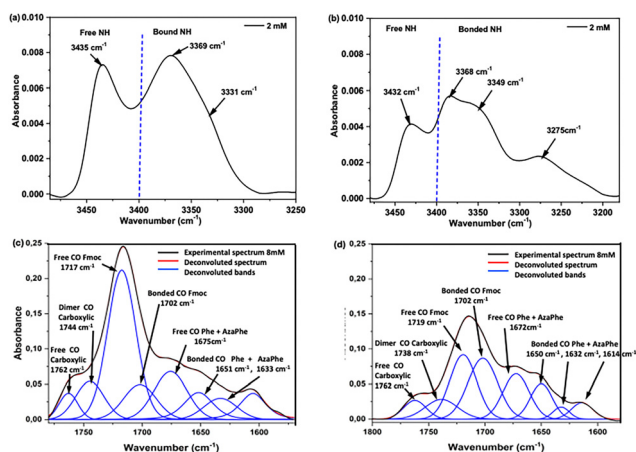 (a)
Free NH
Bound NH
2 mM
3435 cm-1
3369 cm-1
3331 cm-1
0.010
0.008
0.006
0.004
0.002
0.000
Absorbance
3450
3400
3350
3300
3250
Wavenumber (cm-1)
(b)
Free NH
Bonded NH
2 mM
3432 cm-1
3368 cm-1
3349 cm-1
3275cm-1
0.010
0.008
0.006
0.004
0.002
0.000
Absorbance
3450
3400
3350
3300
3250
3200
Wavenumber (cm-1)
(c)
Experimental spectrum 8mM
Deconvoluted spectrum
Deconvoluted bands
Free CO Fmoc
1717 cm-1
Bonded CO Fmoc
1702 cm-1
Dimer CO
Carboxylic
1744 cm-1
Free CO Phe + AzaPhe
1675cm-1
Free CO
Carboxylic
1762 cm-1
Bonded CO Phe + AzaPhe
1651 cm-1
1633 cm-1
0,25
0,20
0,15
0,10
0,05
0,00
Absorbance
1750
1700
1650
1600
Wavenumber (cm-1)
(d)
Experimental spectrum 8mM
Deconvoluted spectrum
Deconvoluted bands
Bonded CO Fmoc
1702 cm-1
Free CO Fmoc
1719 cm-1
Free CO Phe + AzaPhe
1672cm-1
Dimer CO Carboxylic
1738 cm-1
Bonded CO Phe + AzaPhe
1650 cm-1
1632 cm-1
1614 cm-1
Free CO
Carboxylic
1762 cm-1
0,25
0,20
0,15
0,10
0,05
0,00
1800
1750
1700
1650
1600
Wavenumber (cm-1)